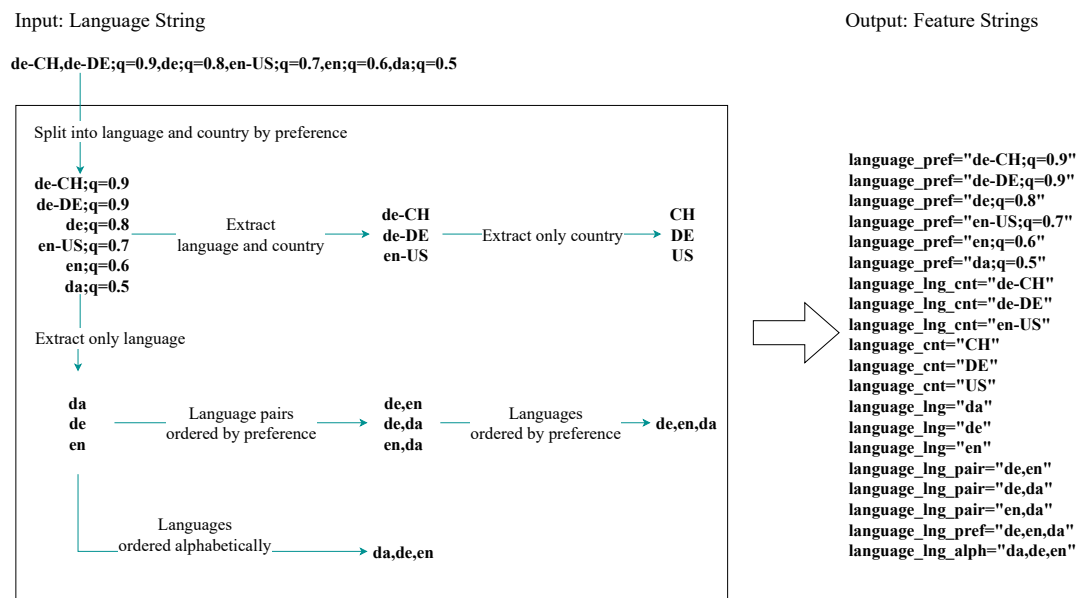 Input: Language String
Output: Feature Strings
de-CH,de-DE;q=0.9,de;q=0.8,en-US;q=0.7,en;q=0.6,da;q=0.5
Split into language and country by preference
de-CH;q=0.9
de-DE;q=0.9
de;q=0.8
en-US;q=0.7
en;q=0.6
da;q=0.5
Extract
language and country
de-CH
de-DE
en-US
Extract only country
CH
DE
US
Extract only language
da
de
en
Language pairs
ordered by preference
de,en
de,da
en,da
Languages
ordered by preference
de,en,da
Languages
ordered alphabetically
da,de,en
language_pref="de-CH;q=0.9"
language_pref="de-DE;q=0.9"
language_pref="de;q=0.8"
language_pref="en-US;q=0.7"
language_pref="en;q=0.6"
language_pref="da;q=0.5"
language_lng_cnt="de-CH"
language_lng_cnt="de-DE"
language_lng_cnt="en-US"
language_cnt="CH"
language_cnt="DE"
language_cnt="US"
language_lng="da"
language_lng="de"
language_lng="en"
language_lng_pair="de,en"
language_lng_pair="de,da"
language_lng_pair="en,da"
language_lng_pref="de,en,da"
language_lng_alph="da,de,en"